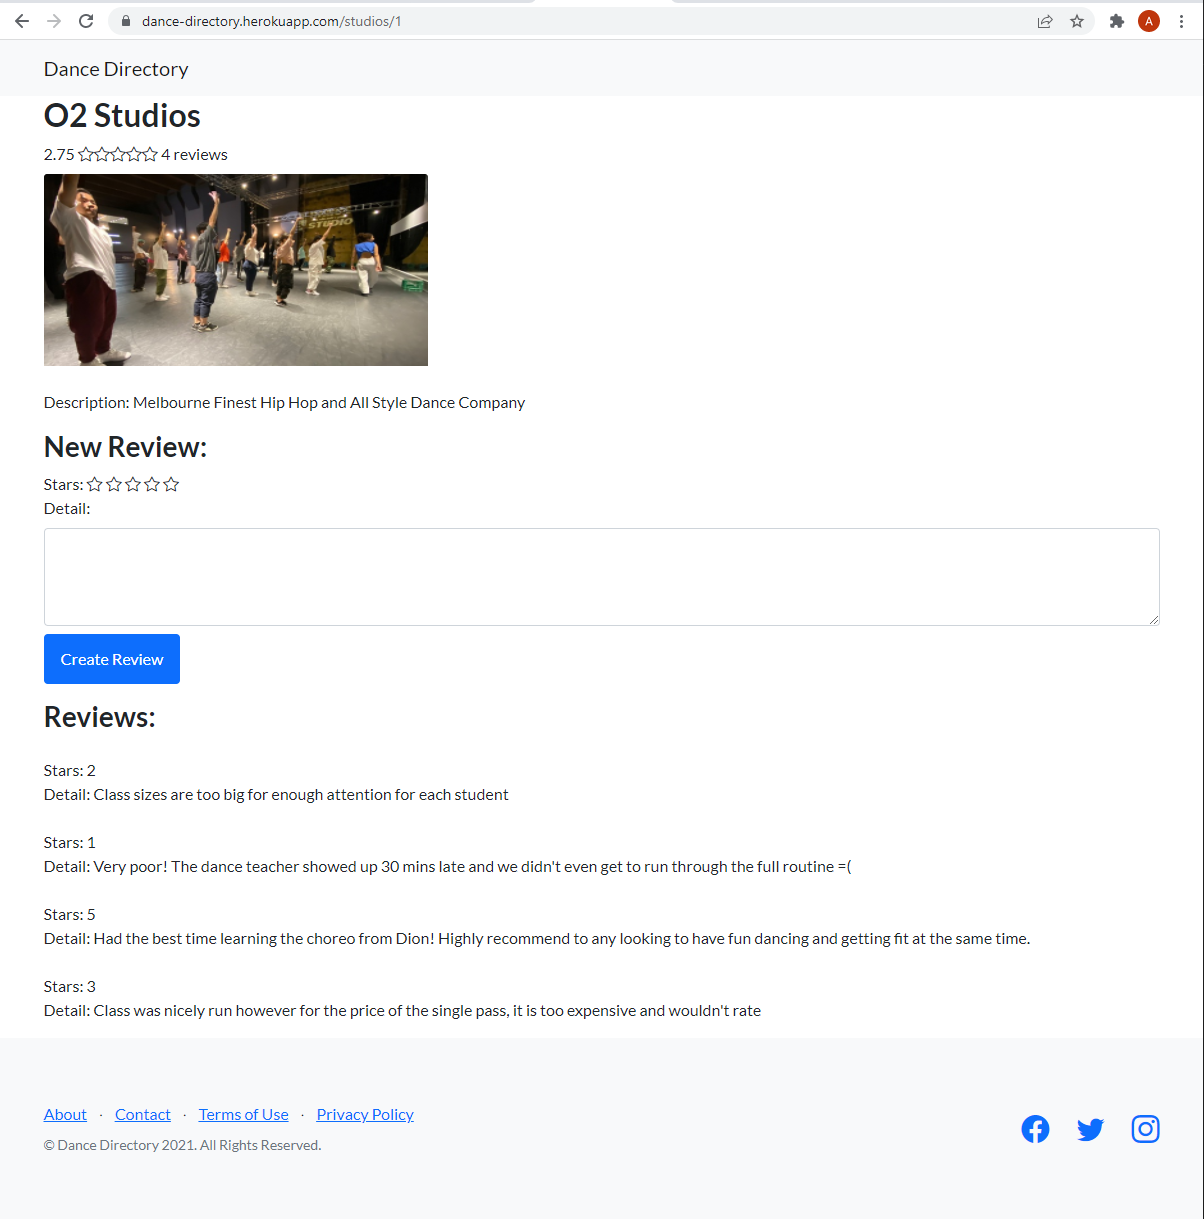 dance-directory.herokuapp.com/studios/1
A
Dance Directory
O2 Studios
2.75 ☆☆☆☆☆ 4 reviews
STUDIO
Description: Melbourne Finest Hip Hop and All Style Dance Company
New Review:
Stars: ☆ ☆ ☆ ☆ ☆
Detail:
Create Review
Reviews:
Stars: 2
Detail: Class sizes are too big for enough attention for each student
Stars: 1
Detail: Very poor! The dance teacher showed up 30 mins late and we didn't even get to run through the full routine =(
Stars: 5
Detail: Had the best time learning the choreo from Dion! Highly recommend to any looking to have fun dancing and getting fit at the same time.
Stars: 3
Detail: Class was nicely run however for the price of the single pass, it is too expensive and wouldn't rate
About · Contact · Terms of Use · Privacy Policy
© Dance Directory 2021. All Rights Reserved.